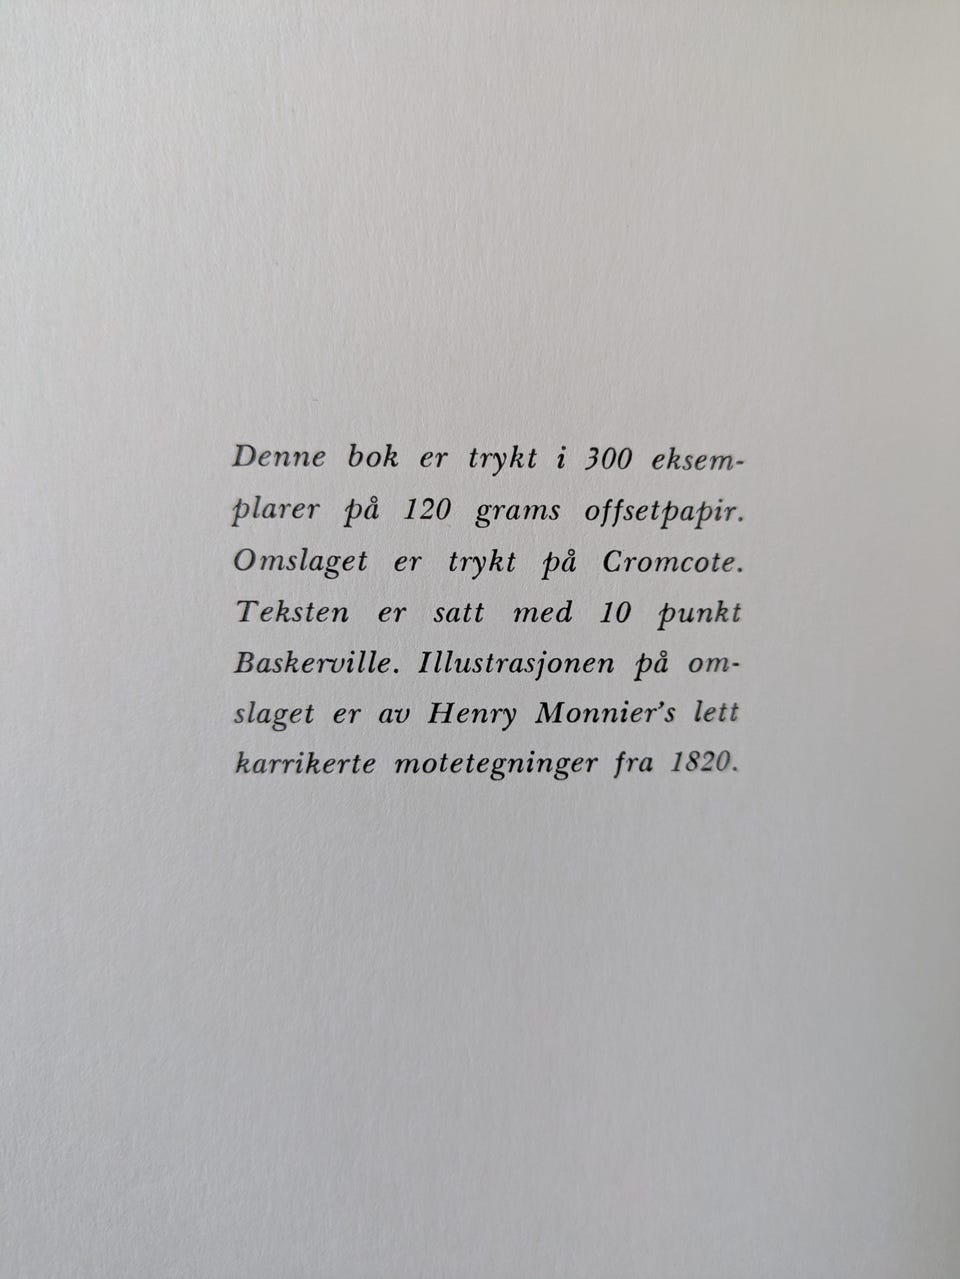 Denne bok er trykt i 300 eksem-
plarer på 120 grams offsetpapir.
Omslaget er trykt på Cromcote.
Teksten er satt med 10 punkt
Baskerville. Illustrasjonen på om-
slaget er av Henry Monnier's lett
karrikerte motetegninger fra 1820.